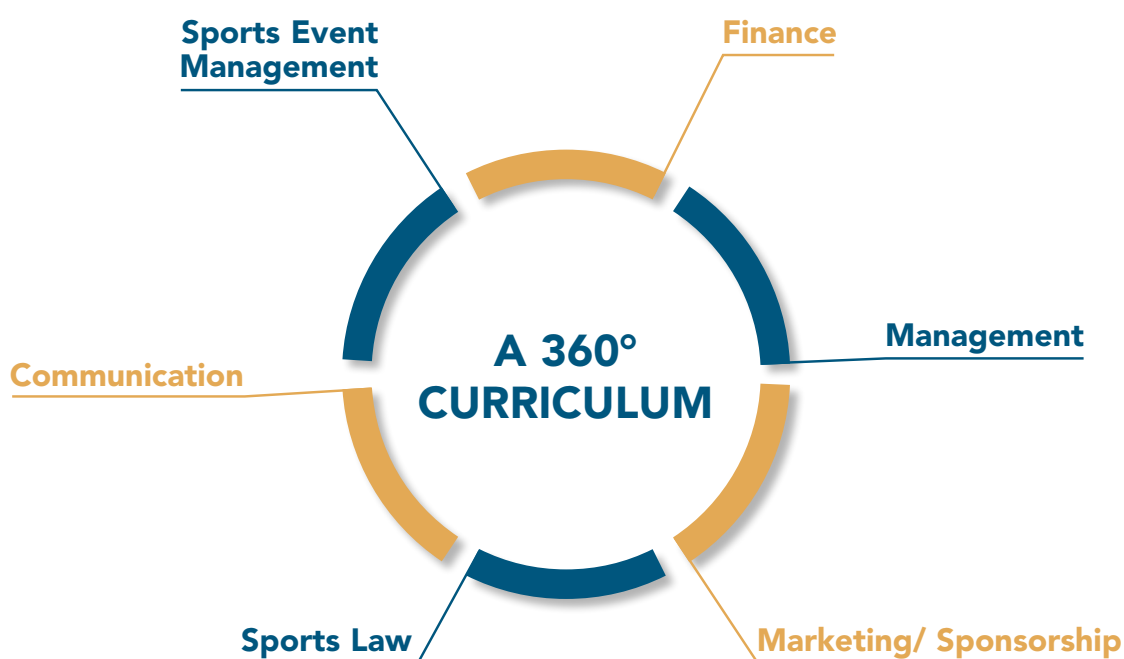 Sports Event
Management
Finance
Management
A 360°
CURRICULUM
Communication
Sports Law
Marketing/ Sponsorship